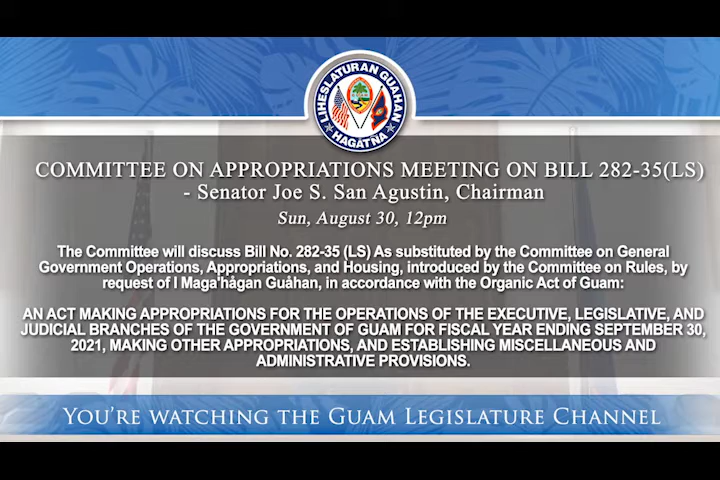 LIHESLATURAN GUAHAN
HAGÅTÑA
COMMITTEE ON APPROPRIATIONS MEETING ON BILL 282-35(LS)
- Senator Joe S. San Agustin, Chairman
Sun, August 30, 12pm
The Committee will discuss Bill No. 282-35 (LS) As substituted by the Committee on General
Government Operations, Appropriations, and Housing, introduced by the Committee on Rules, by
request of I Maga'hågan Guåhan, in accordance with the Organic Act of Guam:
AN ACT MAKING APPROPRIATIONS FOR THE OPERATIONS OF THE EXECUTIVE, LEGISLATIVE, AND
JUDICIAL BRANCHES OF THE GOVERNMENT OF GUAM FOR FISCAL YEAR ENDING SEPTEMBER 30,
2021, MAKING OTHER APPROPRIATIONS, AND ESTABLISHING MISCELLANEOUS AND
ADMINISTRATIVE PROVISIONS.
You're watching the Guam Legislature Channel